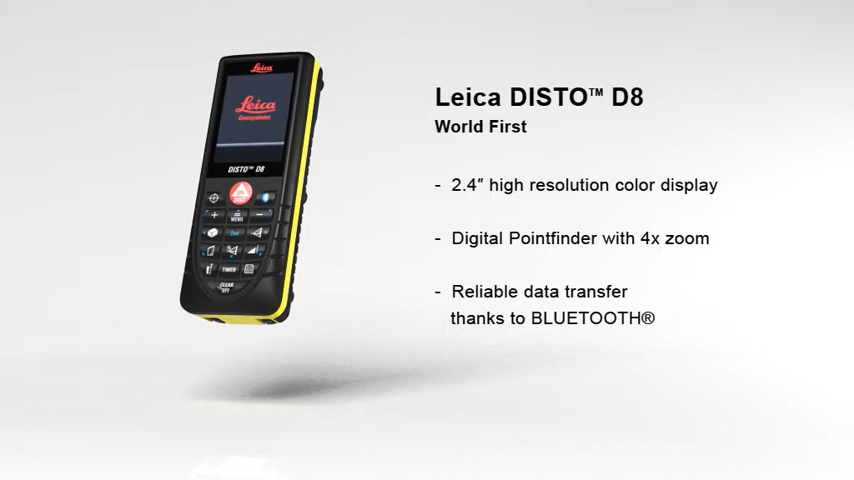 Leica
Leica
Geosystems
DISTO™ D8
ON
DIST
+
MENU
–
2nd
TIMER
CLEAR
OFF
Leica DISTO™ D8
World First
- 2.4″ high resolution color display
- Digital Pointfinder with 4x zoom
- Reliable data transfer
thanks to BLUETOOTH®